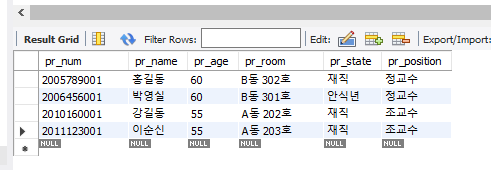 Result Grid Filter Rows: Edit: Export/Import:
pr_num pr_name pr_age pr_room pr_state pr_position
2005789001 홍길동 60 B동 302호 재직 정교수
2006456001 박영실 60 B동 301호 안식년 정교수
2010160001 강길동 55 A동 202호 재직 조교수
2011123001 이순신 55 A동 203호 재직 조교수
NULL NULL NULL NULL NULL NULL